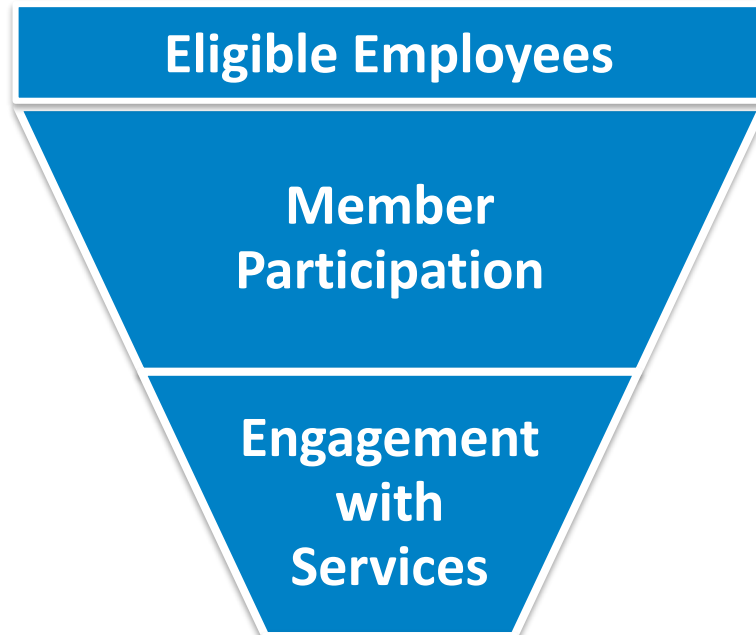 Eligible Employees
Member
Participation
Engagement
with
Services